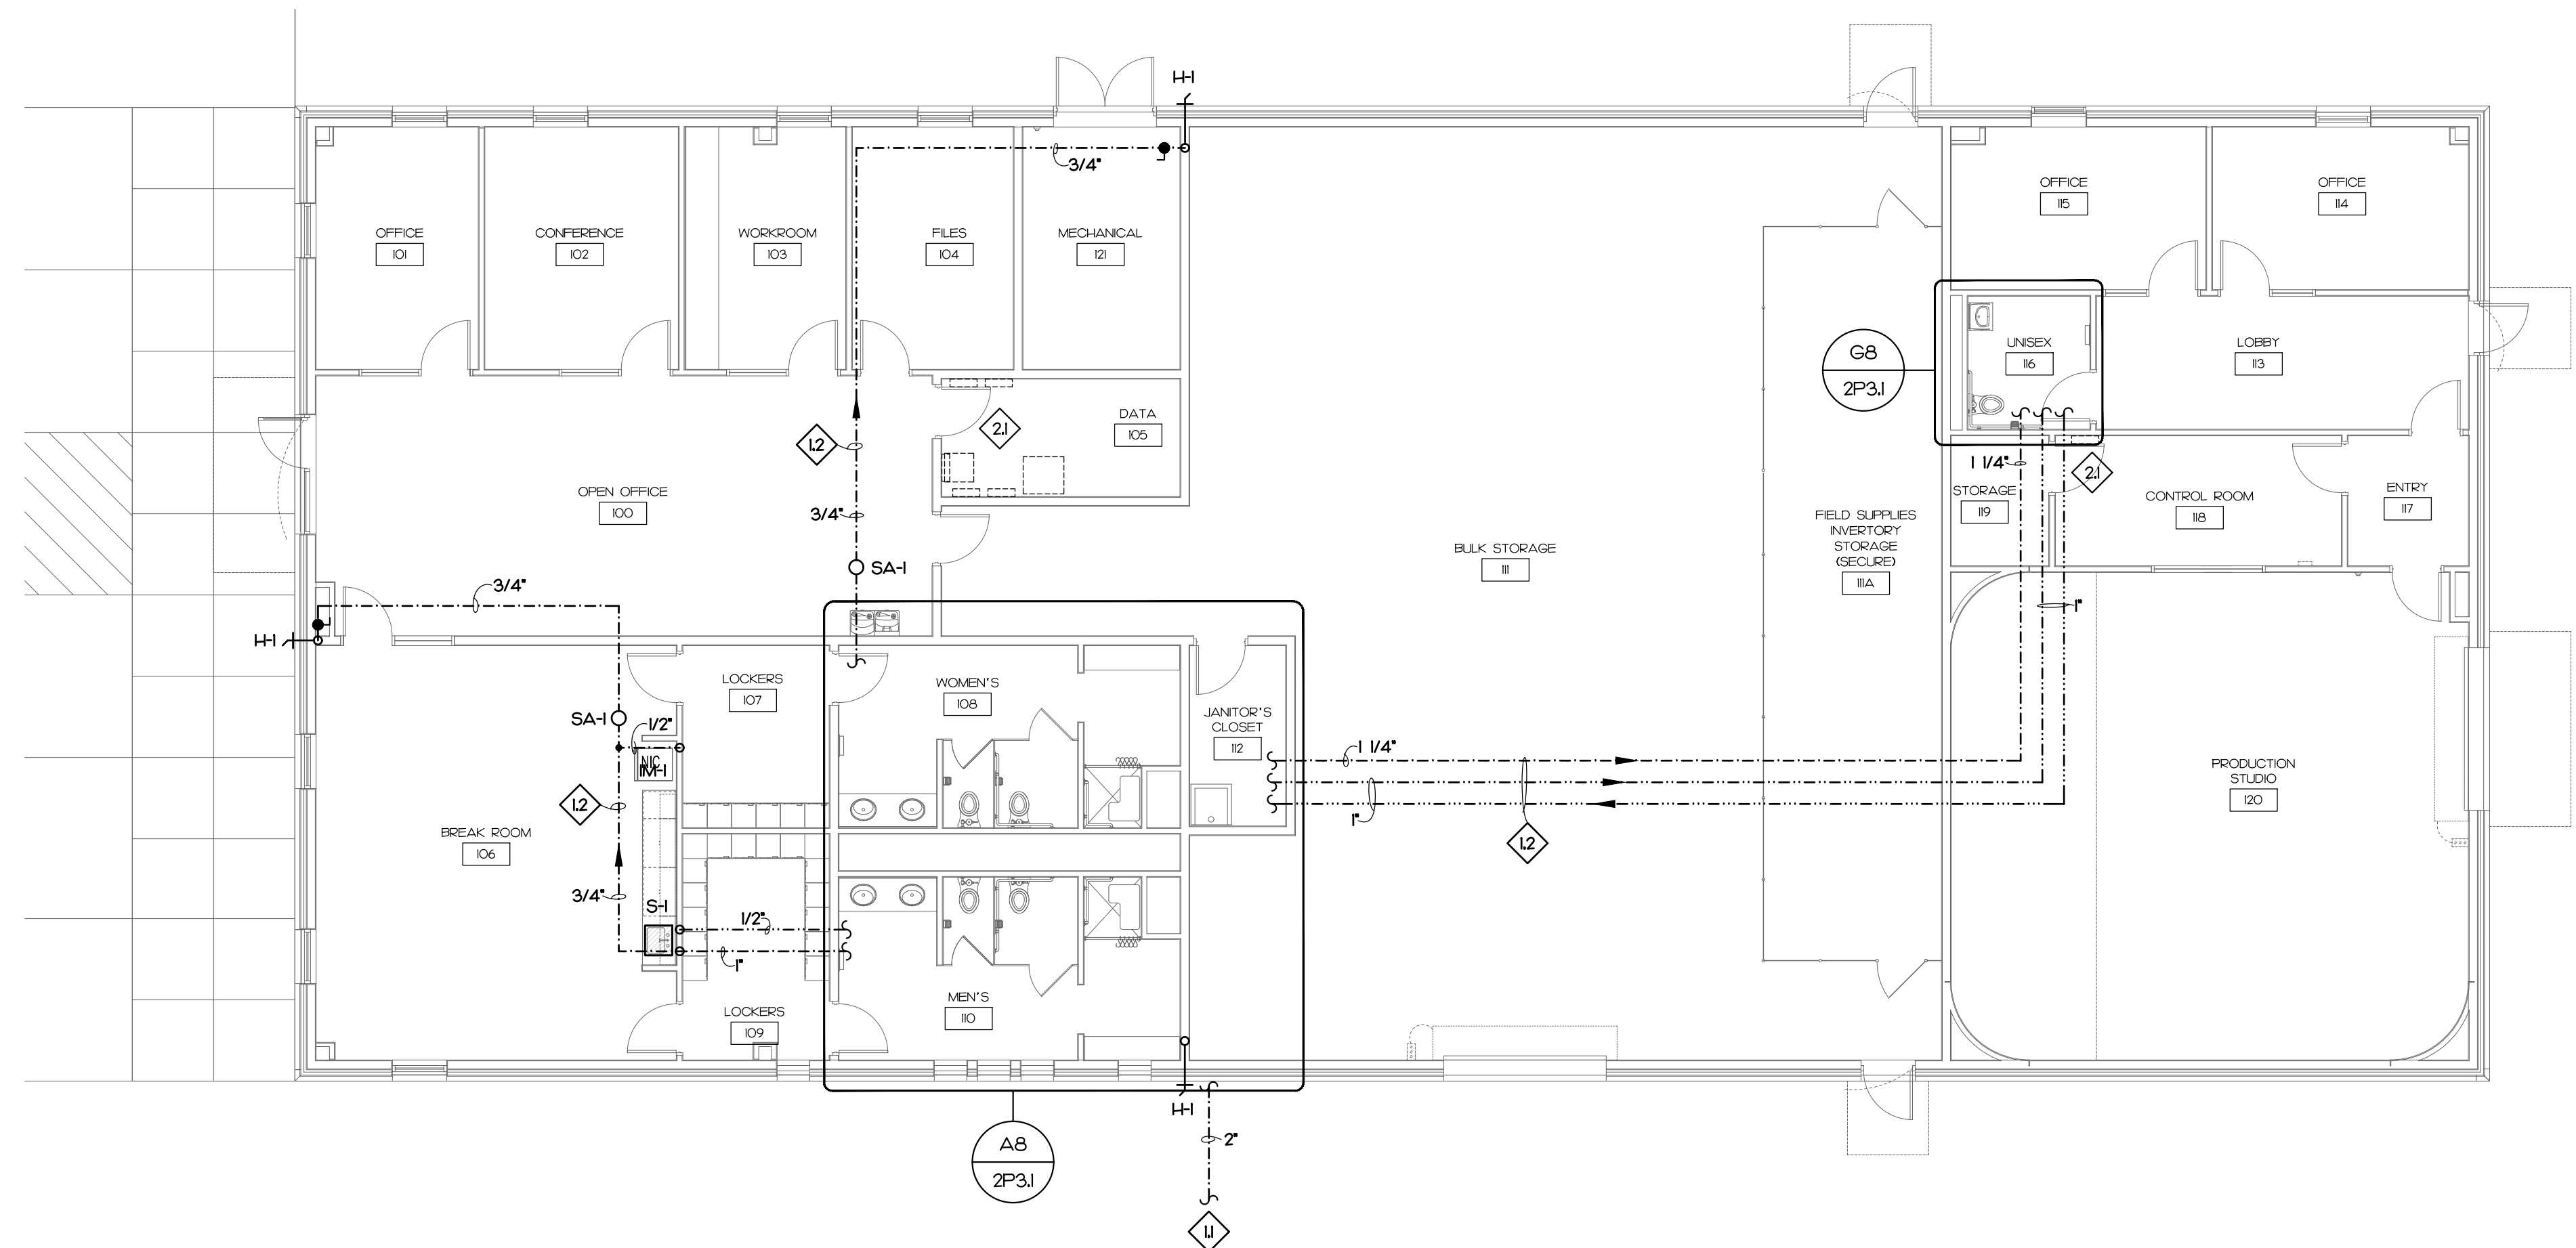 H-1
3/4"
OFFICE
115
OFFICE
114
OFFICE
101
CONFERENCE
102
WORKROOM
103
FILES
104
MECHANICAL
121
G8
2P3.1
UNISEX
116
LOBBY
113
1.2
2.1
DATA
105
1 1/4"
2.1
STORAGE
119
CONTROL ROOM
118
ENTRY
117
OPEN OFFICE
100
3/4"
SA-1
BULK STORAGE
111
FIELD SUPPLIES
INVERTORY
STORAGE
(SECURE)
111A
3/4"
1"
H-1
LOCKERS
107
WOMEN'S
108
JANITOR'S
CLOSET
112
SA-1
1/2"
NIC
IM-1
1 1/4"
PRODUCTION
STUDIO
120
1.2
1"
1.2
BREAK ROOM
106
3/4"
S-1
1/2"
1"
LOCKERS
109
MEN'S
110
H-1
A8
2P3.1
2"
1.1